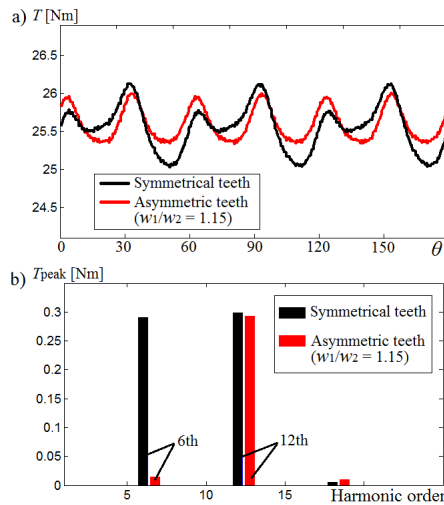 a) T [Nm]
26.5
26
25.5
25
24.5
Symmetrical teeth
Asymmetric teeth
(w1/w2 = 1.15)
0 30 60 90 120 150 θ
b) Tpeak [Nm]
0.3
0.25
0.2
0.15
0.1
0.05
0
Symmetrical teeth
Asymmetric teeth
(w1/w2 = 1.15)
6th
12th
5 10 15 Harmonic order